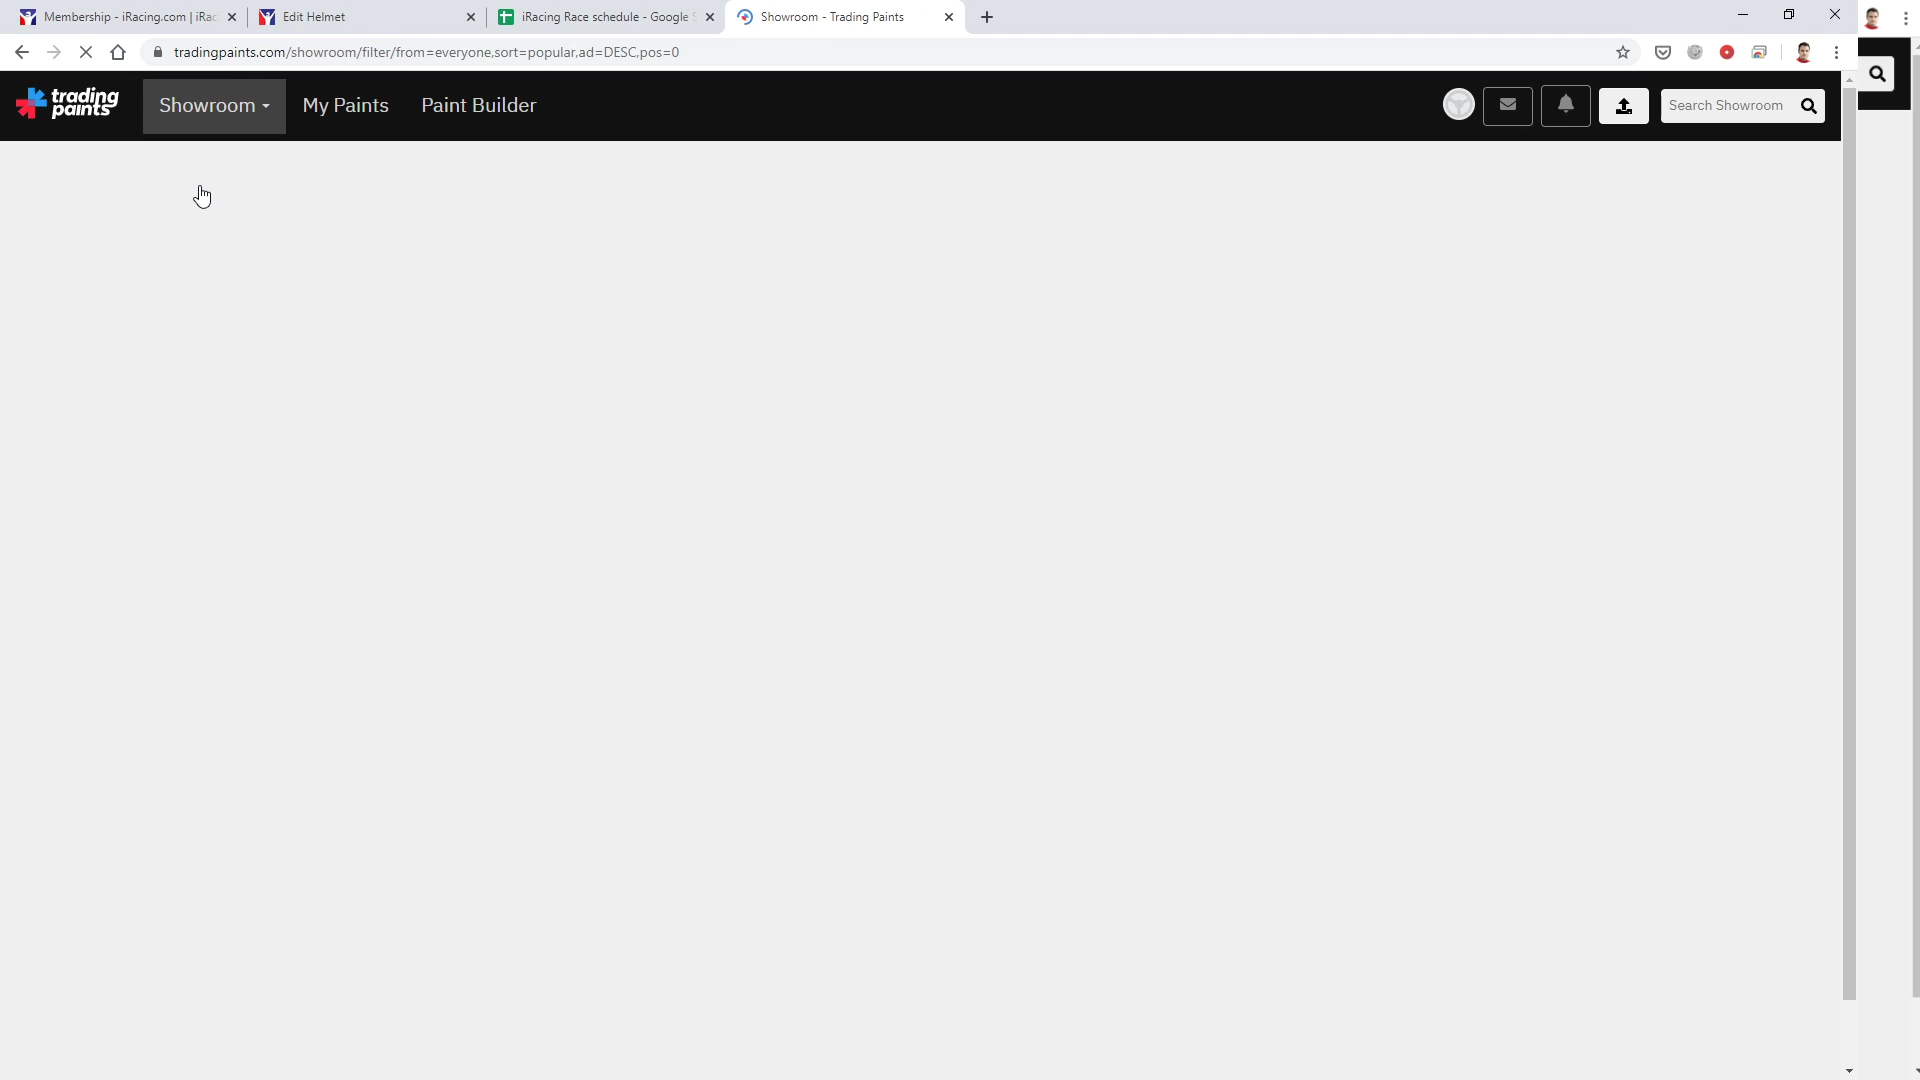 Membership - iRacing.com | iRac
Edit Helmet
iRacing Race schedule - Google S
Showroom - Trading Paints
tradingpaints.com/showroom/filter/from=everyone,sort=popular,ad=DESC,pos=0
trading paints
Showroom
My Paints
Paint Builder
Search Showroom